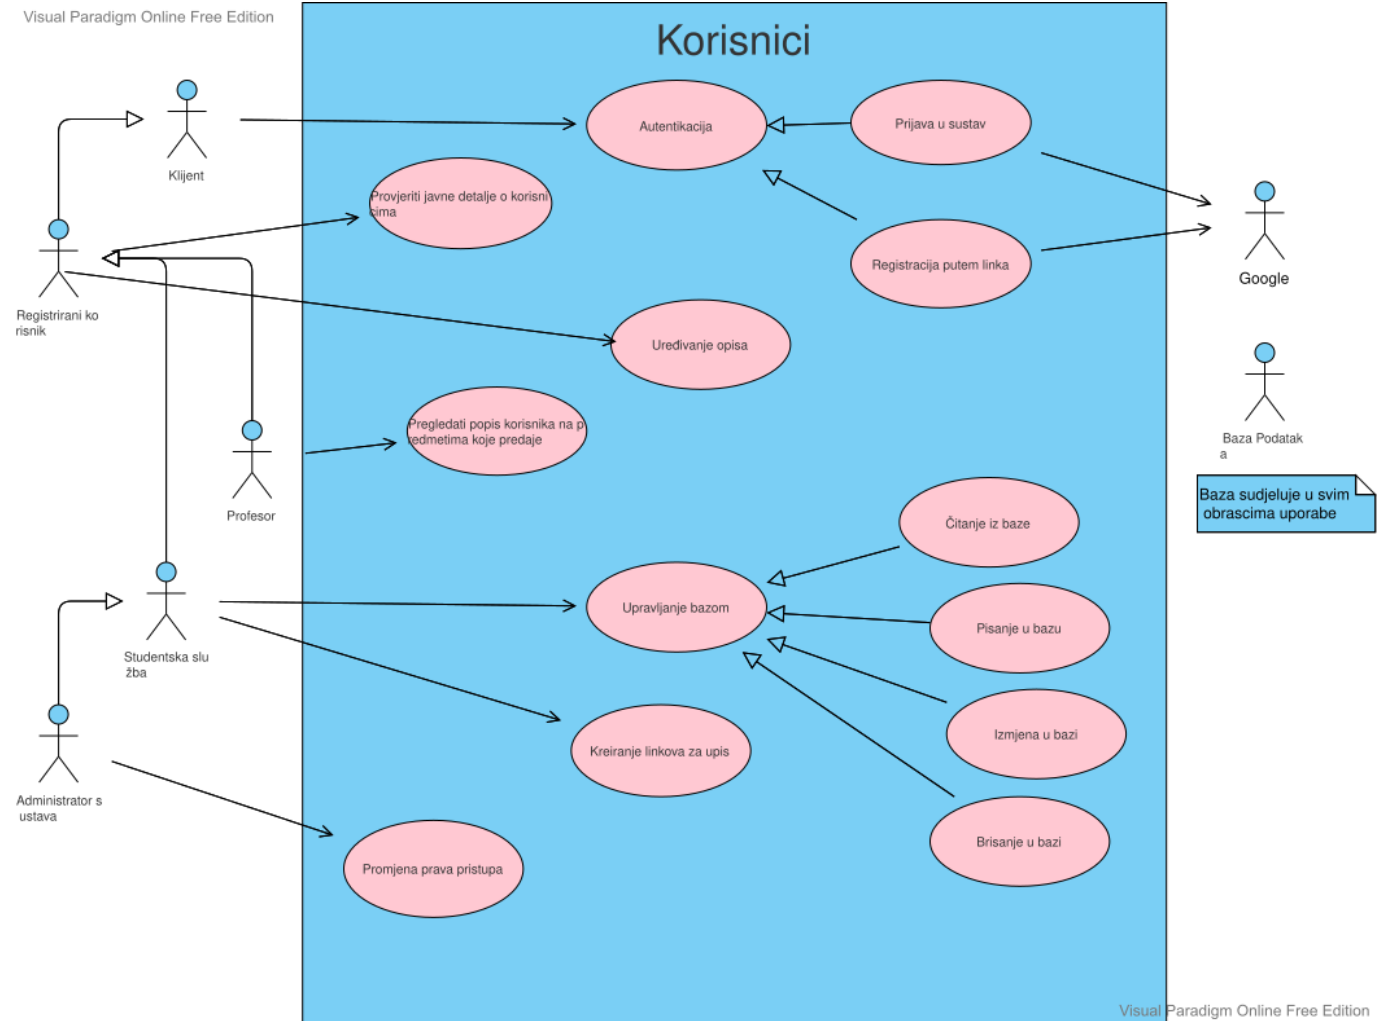 Visual Paradigm Online Free Edition
Korisnici
Klijent
Autentikacija
Prijava u sustav
Provjeriti javne detalje o korisni
cima
Registrirani ko
risnik
Registracija putem linka
Google
Uređivanje opisa
Pregledati popis korisnika na p
redmetima koje predaje
Profesor
Baza Podatak
a
Baza sudjeluje u svim
obrascima uporabe
Čitanje iz baze
Upravljanje bazom
Pisanje u bazu
Studentska slu
žba
Izmjena u bazi
Kreiranje linkova za upis
Administrator s
ustava
Brisanje u bazi
Promjena prava pristupa
Visual Paradigm Online Free Edition